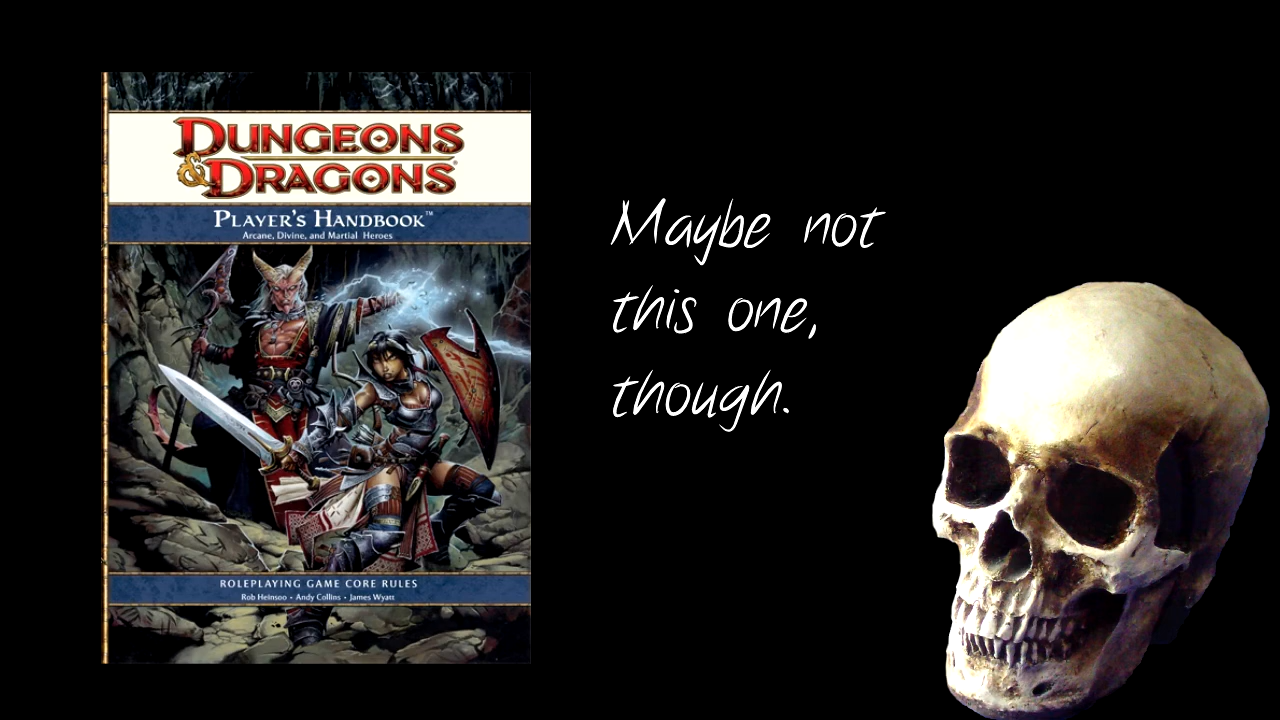 DUNGEONS
& DRAGONS®
PLAYER'S HANDBOOK™
Arcane, Divine, and Martial Heroes
ROLEPLAYING GAME CORE RULES
Rob Heinsoo • Andy Collins • James Wyatt
Maybe not
this one,
though.